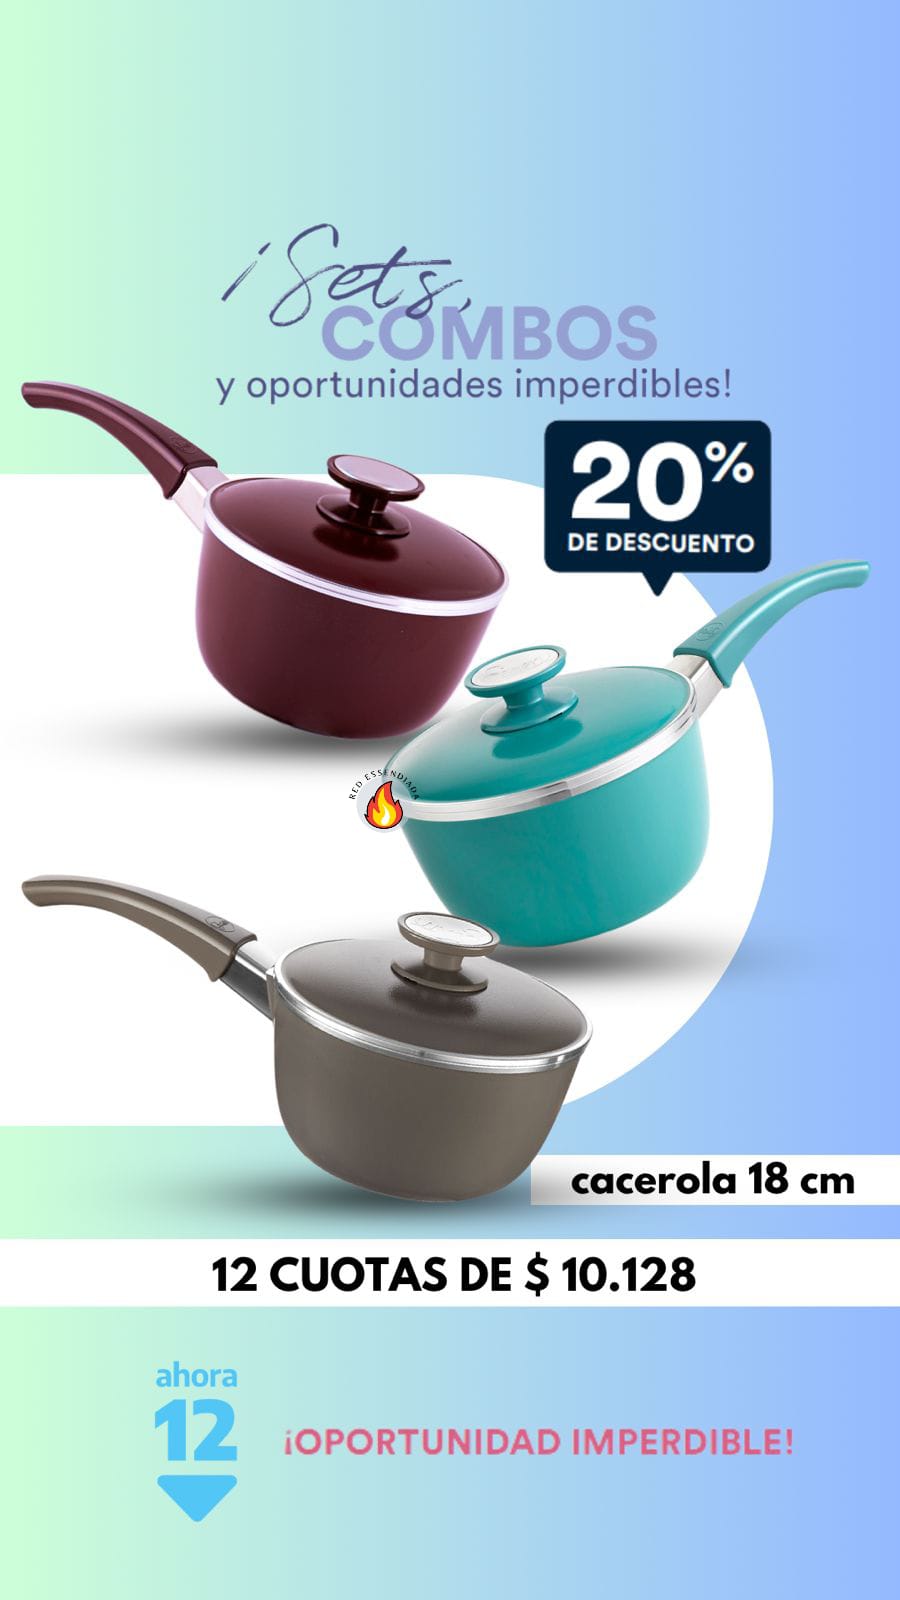 ¡Sets,
COMBOS
y oportunidades imperdibles!
20%
DE DESCUENTO
RED ESSENDIADA
cacerola 18 cm
12 CUOTAS DE $ 10.128
ahora
12
¡OPORTUNIDAD IMPERDIBLE!